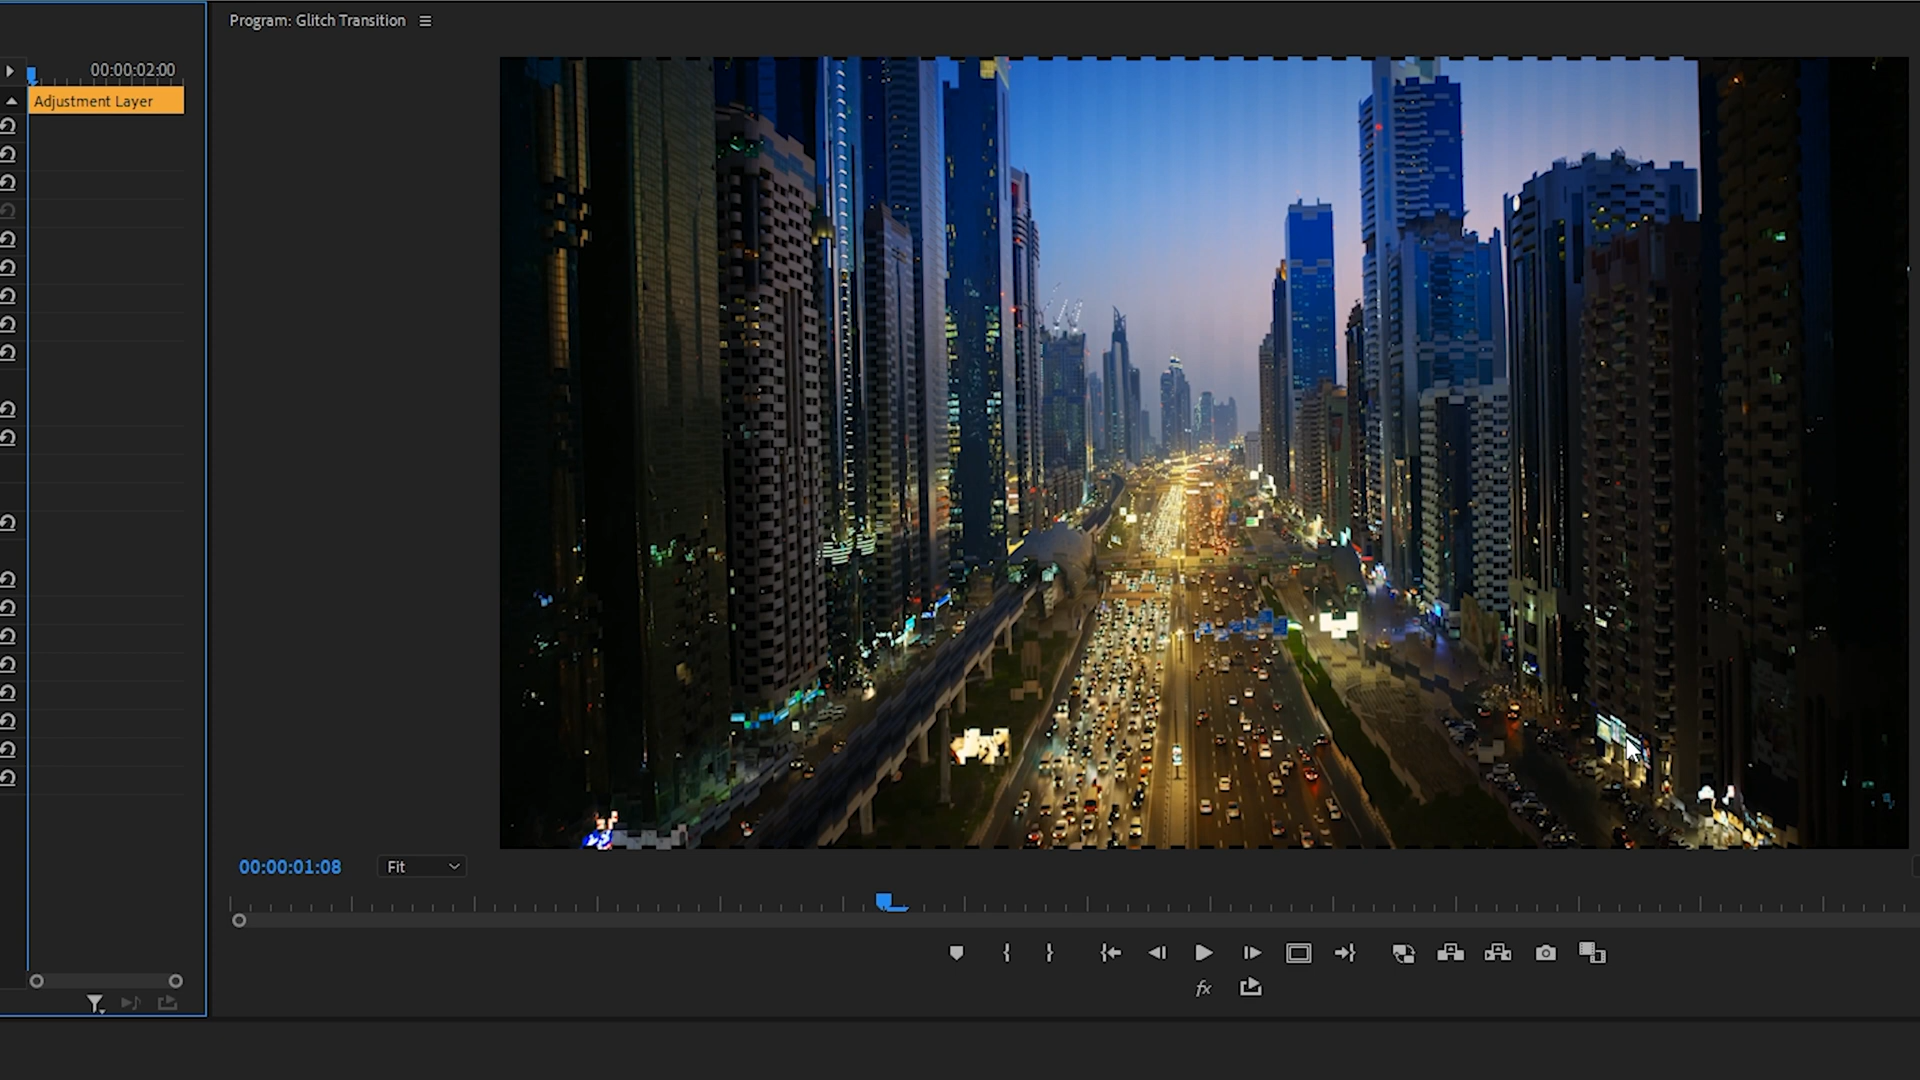 Program: Glitch Transition
00:00:02:00
Adjustment Layer
00:00:01:08
Fit
fx